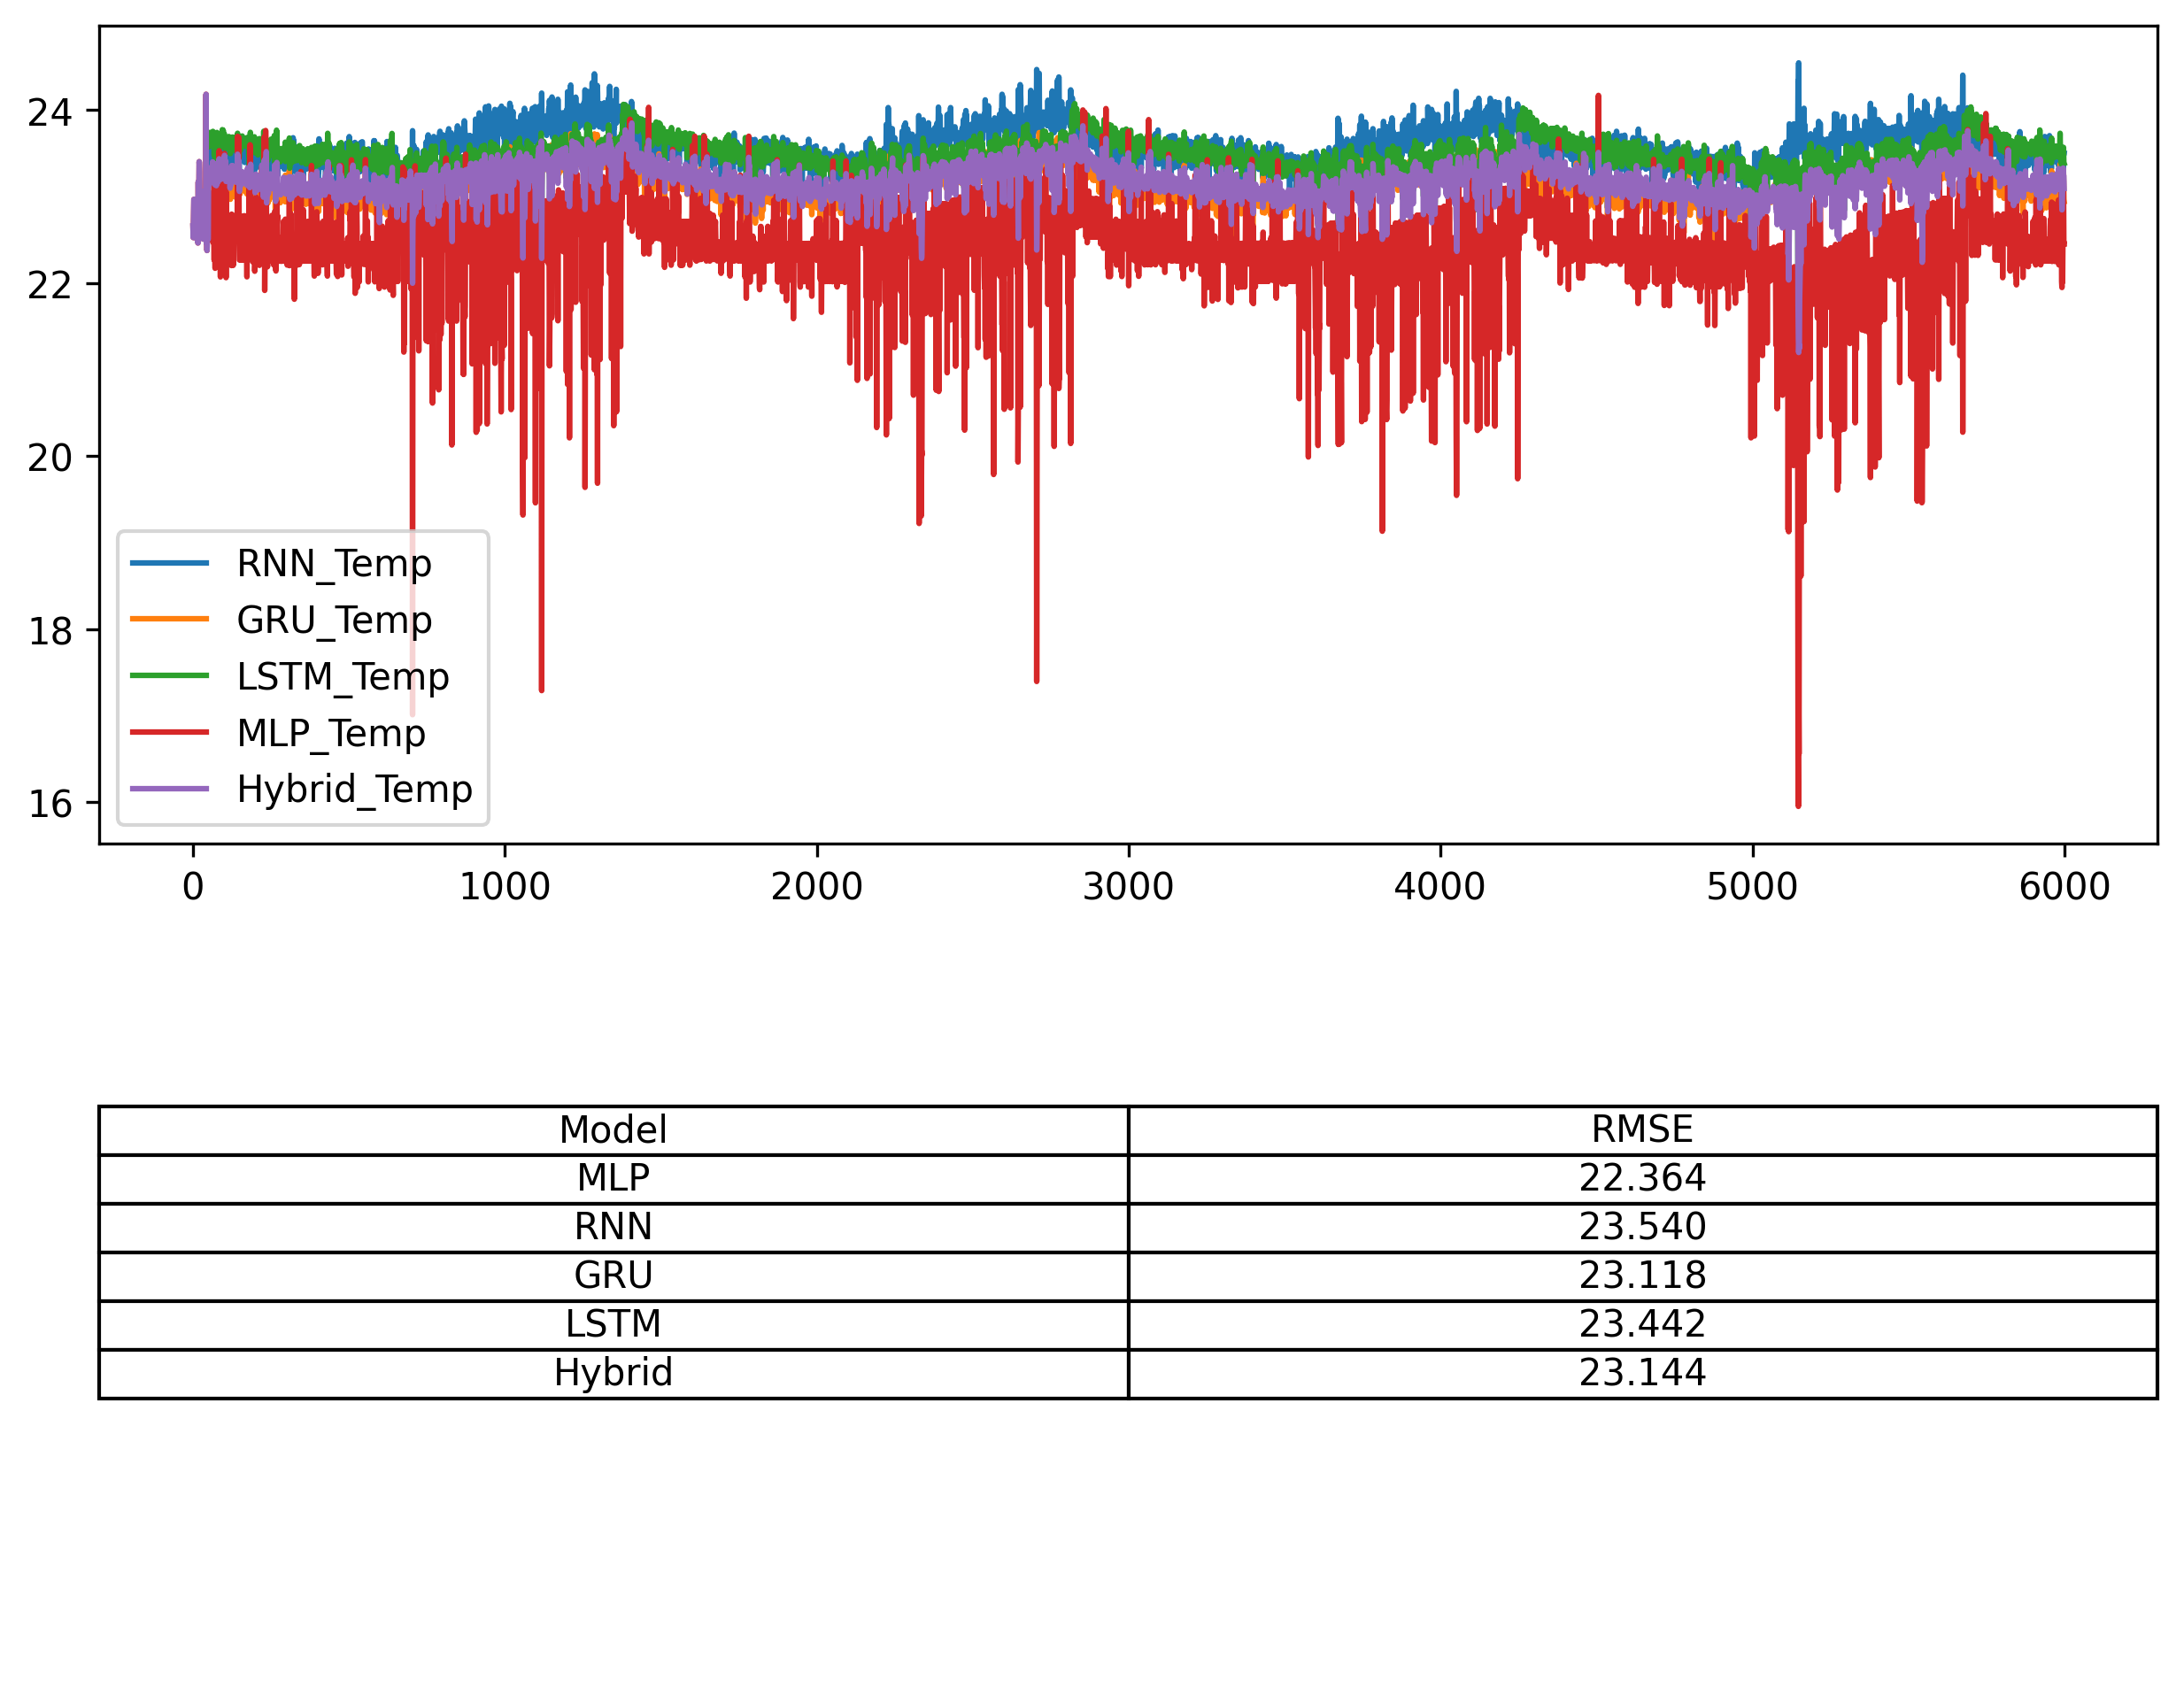 24
22
20
18
16
RNN_Temp
GRU_Temp
LSTM_Temp
MLP_Temp
Hybrid_Temp
0 1000 2000 3000 4000 5000 6000
Model RMSE
MLP 22.364
RNN 23.540
GRU 23.118
LSTM 23.442
Hybrid 23.144